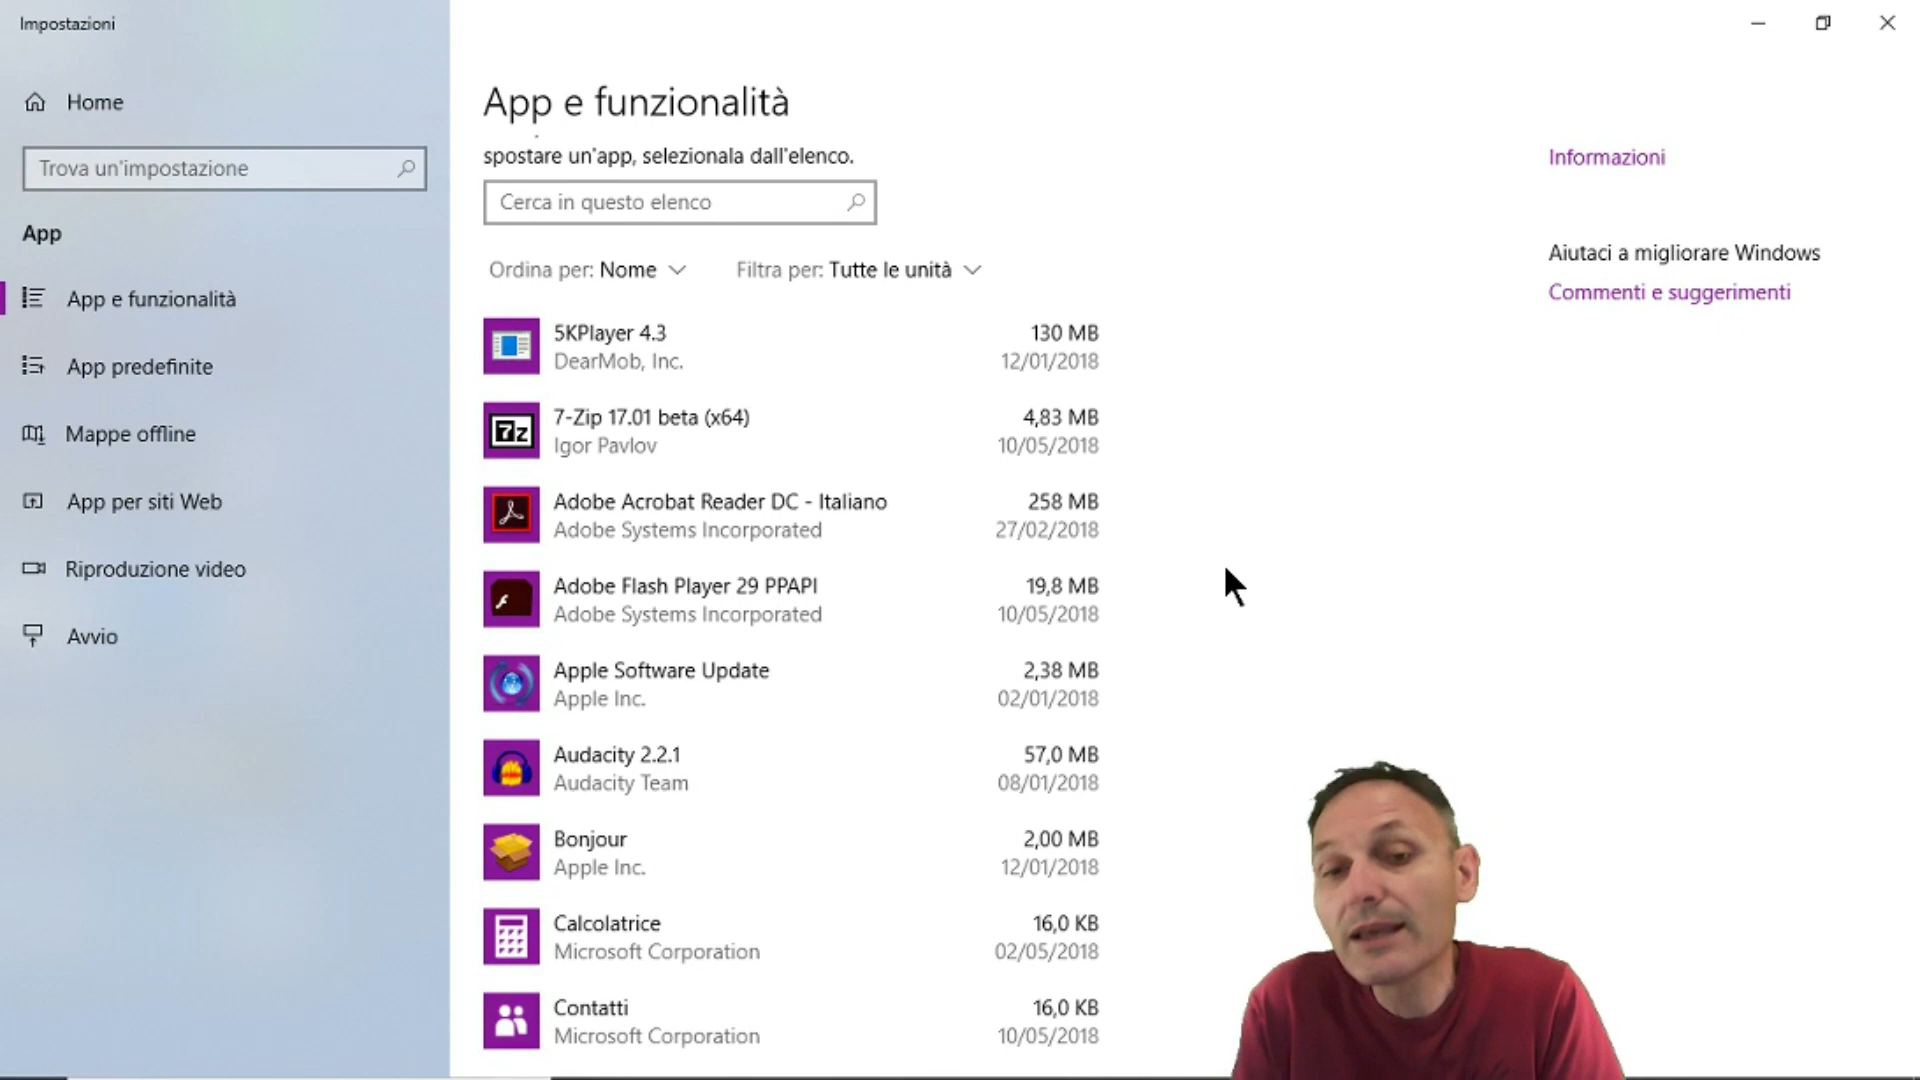 Impostazioni
Home
Trova un'impostazione
App
App e funzionalità
App predefinite
Mappe offline
App per siti Web
Riproduzione video
Avvio
App e funzionalità
spostare un'app, selezionala dall'elenco.
Cerca in questo elenco
Ordina per: Nome Filtra per: Tutte le unità
5KPlayer 4.3 130 MB
DearMob, Inc. 12/01/2018
7z
7-Zip 17.01 beta (x64) 4,83 MB
Igor Pavlov 10/05/2018
Adobe Acrobat Reader DC - Italiano 258 MB
Adobe Systems Incorporated 27/02/2018
Adobe Flash Player 29 PPAPI 19,8 MB
Adobe Systems Incorporated 10/05/2018
Apple Software Update 2,38 MB
Apple Inc. 02/01/2018
Audacity 2.2.1 57,0 MB
Audacity Team 08/01/2018
Bonjour 2,00 MB
Apple Inc. 12/01/2018
Calcolatrice 16,0 KB
Microsoft Corporation 02/05/2018
Contatti 16,0 KB
Microsoft Corporation 10/05/2018
Informazioni
Aiutaci a migliorare Windows
Commenti e suggerimenti